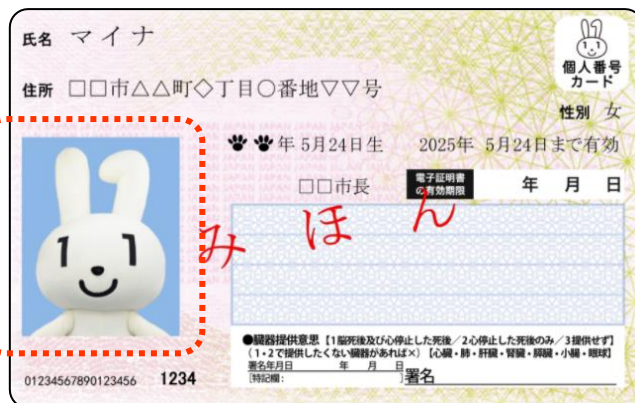 氏名 マイナ
個人番号
カード
住所 □□市△△町◇丁目○番地▽▽号
性別 女
年 5月24日生 2025年 5月24日まで有効
□□市長 電子証明書の有効期限 年 月 日
みほん
●臓器提供意思【1脳死後及び心停止した死後／2心停止した死後のみ／3提供せず】
(1・2で提供したくない臓器があれば×)【心臓・肺・肝臓・腎臓・膵臓・小腸・眼球】
署名年月日 年 月 日
[特記欄: ]署名
01234567890123456 1234